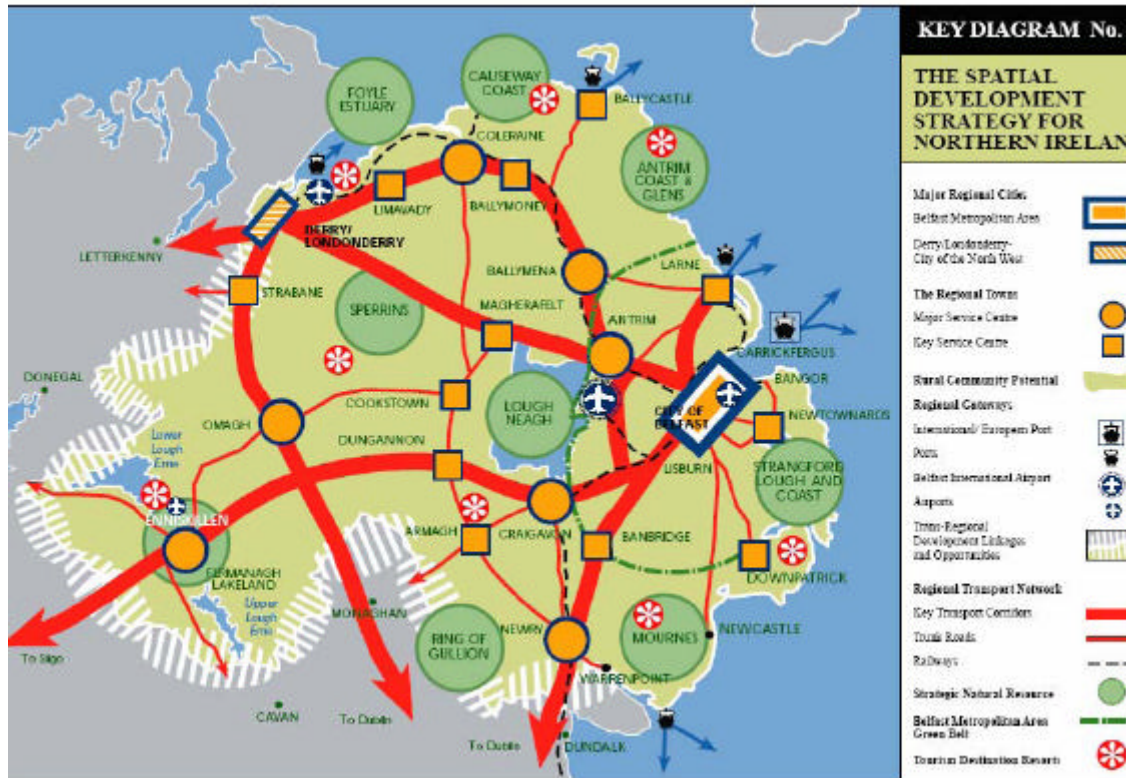 FOYLE
ESTUARY
CAUSEWAY
COAST
BALLYCASTLE
COLERAINE
ANTRIM
COAST &
GLENS
LIMAVADY
BALLYMONEY
DERRY/
LONDONDERRY
LETTERKENNY
BALLYMENA
LARNE
STRABANE
SPERRINS
MAGHERAFELT
ANTRIM
CARRICKFERGUS
DONEGAL
BANGOR
COOKSTOWN
LOUGH
NEAGH
CITY OF
BELFAST
NEWTOWNARDS
OMAGH
DUNGANNON
Lower
Lough
Erne
LISBURN
STRANGFORD
LOUGH AND
COAST
ENNISKILLEN
ARMAGH
CRAIGAVON
BANBRIDGE
FERMANAGH
LAKELAND
DOWNPATRICK
Upper
Lough
Erne
MONAGHAN
RING OF
GULLION
NEWRY
MOURNES
NEWCASTLE
To Sligo
WARRENPOINT
CAVAN
To Dublin
To Dublin
DUNDALK
KEY DIAGRAM No.
THE SPATIAL
DEVELOPMENT
STRATEGY FOR
NORTHERN IRELAN
Major Regional Cities
Belfast Metropolitan Area
Derry/Londonderry-
City of the North West
The Regional Towns
Major Service Centre
Key Service Centre
Rural Community Potential
Regional Gateways
International/ European Port
Ports
Belfast International Airport
Airports
Trans-Regional
Development Linkages
and Opportunities
Regional Transport Network
Key Transport Corridors
Trunk Roads
Railways
Strategic Natural Resource
Belfast Metropolitan Area
Green Belt
Tourism Destination Resorts